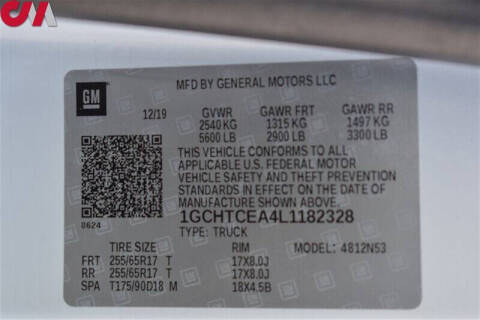 CIA
MFD BY GENERAL MOTORS LLC
GM
12/19 GVWR GAWR FRT GAWR RR
2540 KG 1315 KG 1497 KG
5600 LB 2900 LB 3300 LB
THIS VEHICLE CONFORMS TO ALL
APPLICABLE U.S. FEDERAL MOTOR
VEHICLE SAFETY AND THEFT PREVENTION
STANDARDS IN EFFECT ON THE DATE OF
MANUFACTURE SHOWN ABOVE.
8624 1GCHTCEA4L1182328
TYPE: TRUCK
TIRE SIZE RIM MODEL: 4812N53
FRT 255/65R17 T 17X8.0J
RR 255/65R17 T 17X8.0J
SPA T175/90D18 M 18X4.5B